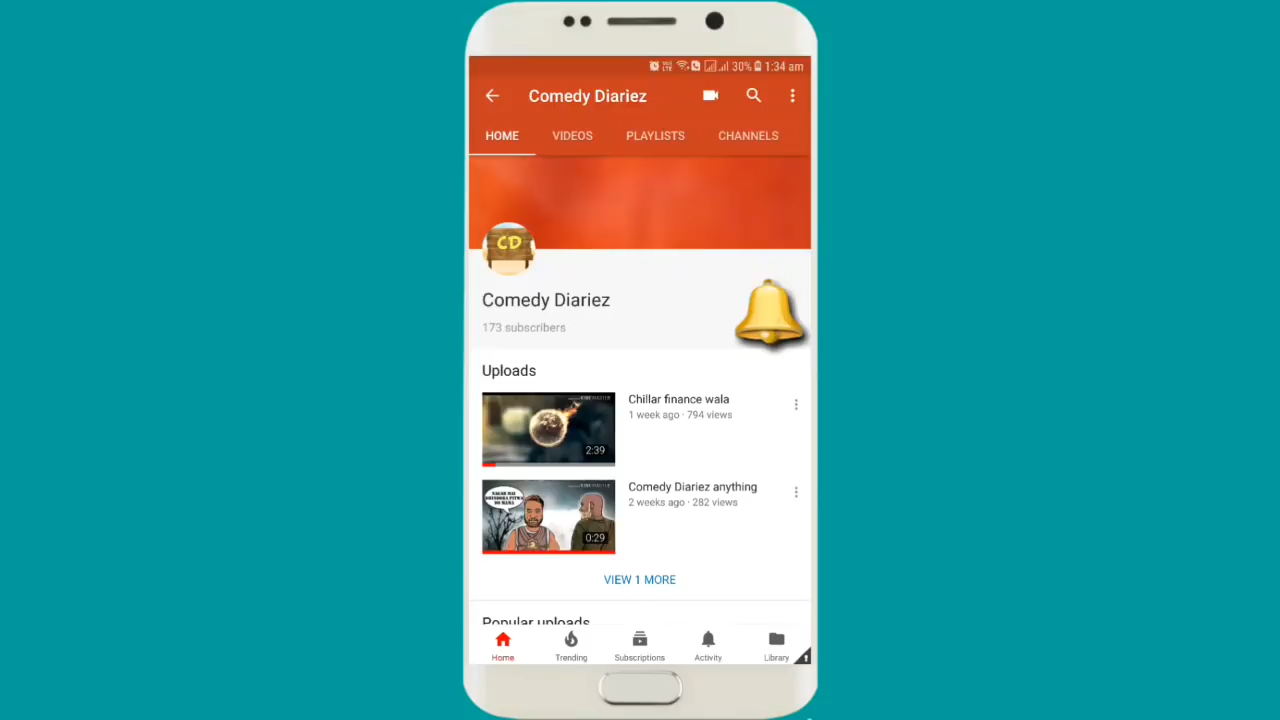 30% 1:34 am
Comedy Diariez
HOME VIDEOS PLAYLISTS CHANNELS
CD
Comedy Diariez
173 subscribers
Uploads
Chillar finance wala
1 week ago · 794 views
2:39
Comedy Diariez anything
2 weeks ago · 282 views
0:29
VIEW 1 MORE
Popular uploads
Home Trending Subscriptions Activity Library